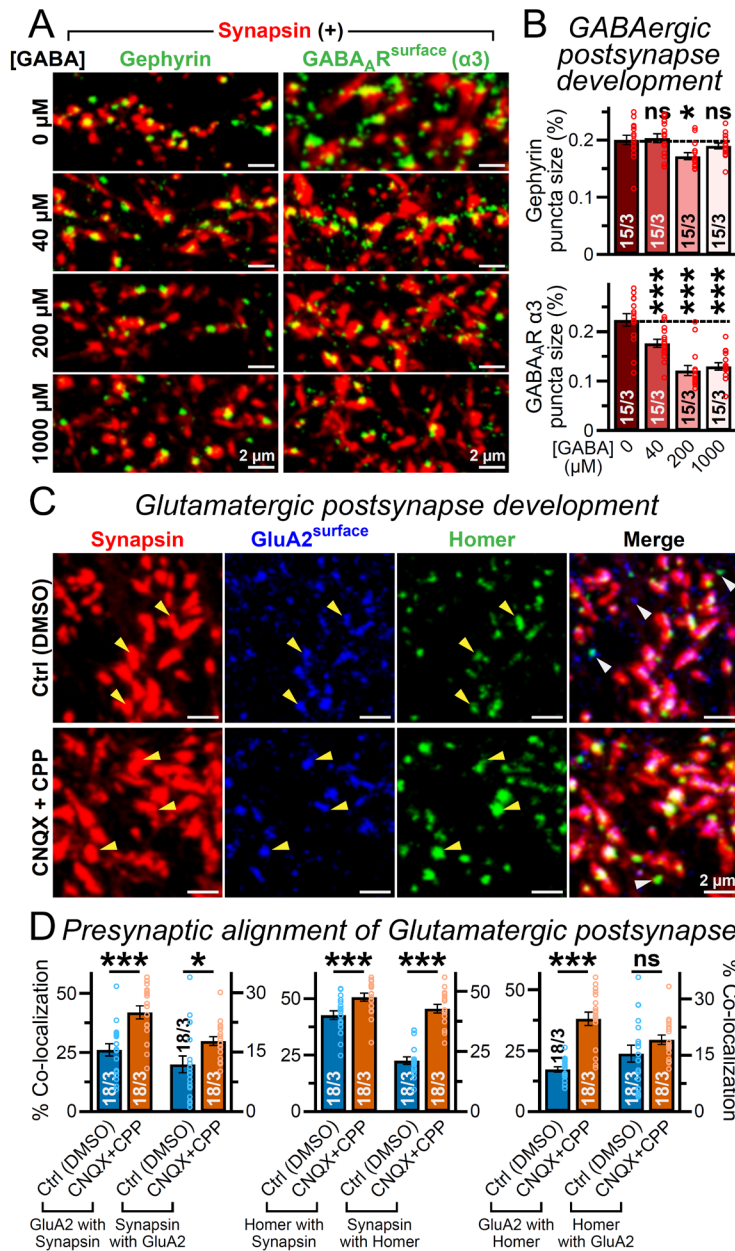 A
Synapsin (+)
[GABA] Gephyrin GABA_AR^surface (α3)
0 µM
40 µM
200 µM
1000 µM
2 µm 2 µm
B
GABAergic
postsynapse
development
Gephyrin
puncta size (%)
0.2
0.1
0
ns * ns
15/3 15/3 15/3 15/3
GABA_AR α3
puncta size (%)
0.2
0.1
0
*** *** ***
15/3 15/3 15/3 15/3
[GABA]
(µM)
0 40 200 1000
C Glutamatergic postsynapse development
Synapsin GluA2^surface Homer Merge
Ctrl (DMSO)
CNQX + CPP
2 µm
D Presynaptic alignment of Glutamatergic postsynapse
*** * *** *** *** ns
% Co-localization
50 30 50 50 50 30
25 15 25 25 25 15
0 0 0 0 0 0
% Co-localization
18/3 18/3 18/3 18/3
18/3 18/3 18/3 18/3
18/3 18/3 18/3 18/3
Ctrl (DMSO) CNQX+CPP Ctrl (DMSO) CNQX+CPP
Ctrl (DMSO) CNQX+CPP Ctrl (DMSO) CNQX+CPP
Ctrl (DMSO) CNQX+CPP Ctrl (DMSO) CNQX+CPP
GluA2 with
Synapsin
Synapsin
with GluA2
Homer with
Synapsin
Synapsin
with Homer
GluA2 with
Homer
Homer
with GluA2